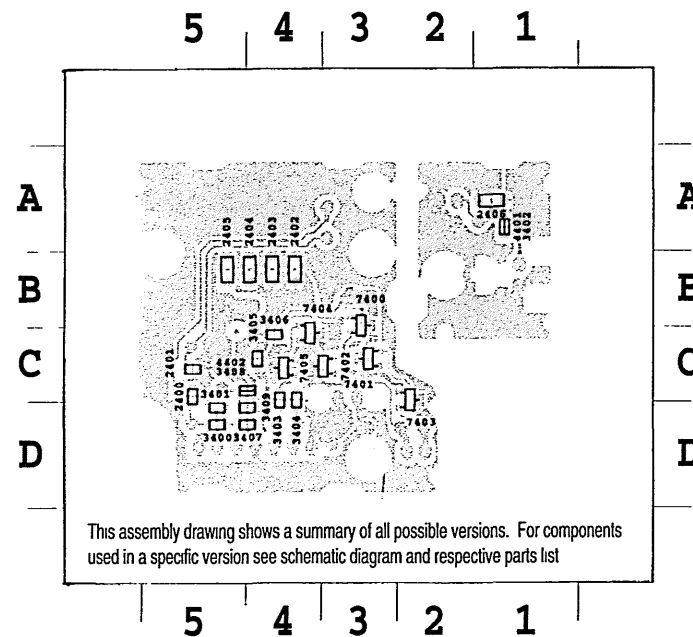 5 4 3 2 1
A A
2405 2404 2403 2402
2406
4401
3402
B B
7400
7404
3406
3405
C C
2401
4402
3408
7405
7402
7401
2400
3401
3409
3403
3404
7403
3400 3407
D D
This assembly drawing shows a summary of all possible versions. For components
used in a specific version see schematic diagram and respective parts list
5 4 3 2 1